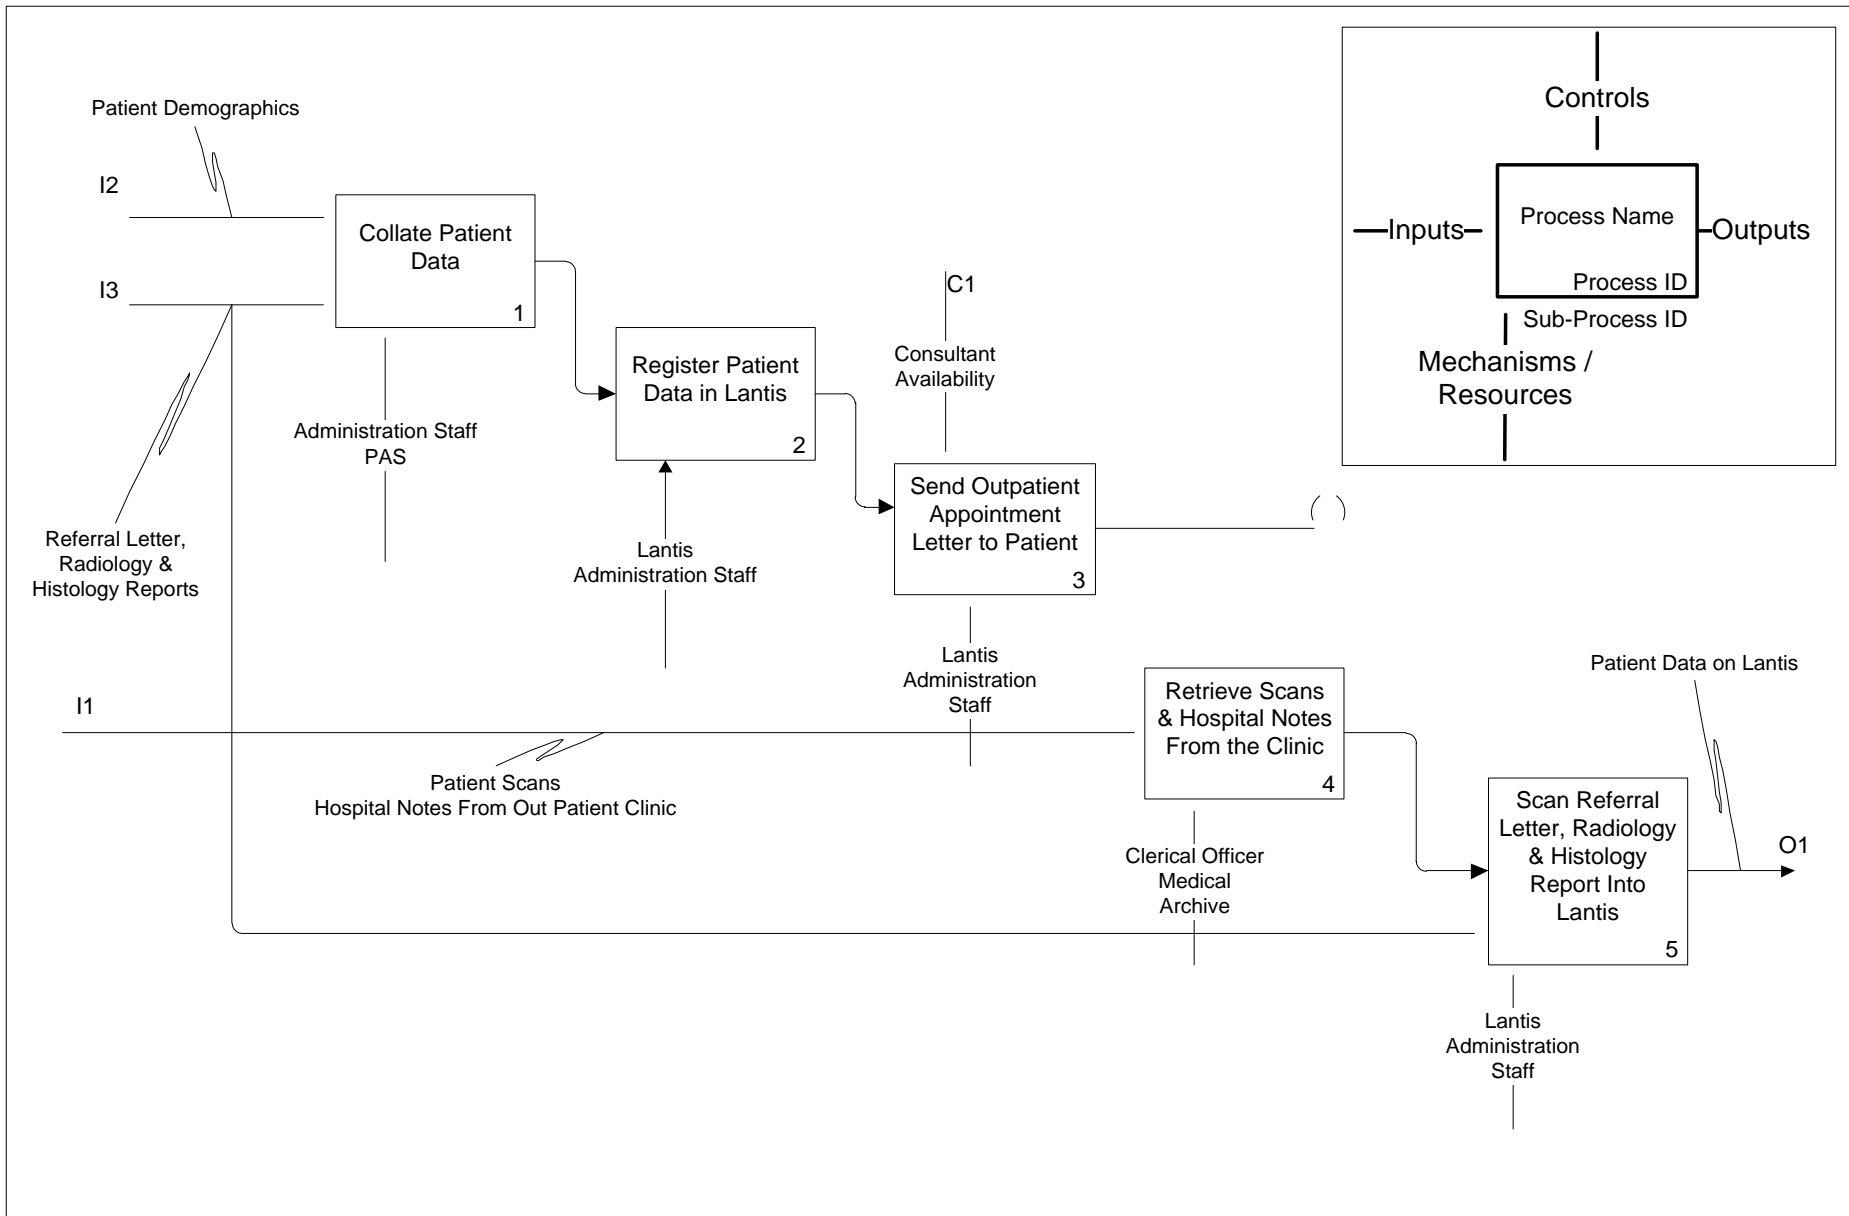 Patient Demographics
I2
I3
Collate Patient
Data
1
Administration Staff
PAS
Referral Letter,
Radiology &
Histology Reports
Register Patient
Data in Lantis
2
Lantis
Administration Staff
C1
Consultant
Availability
Send Outpatient
Appointment
Letter to Patient
3
Lantis
Administration
Staff
I1
Patient Scans
Hospital Notes From Out Patient Clinic
Retrieve Scans
& Hospital Notes
From the Clinic
4
Clerical Officer
Medical
Archive
Scan Referral
Letter, Radiology
& Histology
Report Into
Lantis
5
Lantis
Administration
Staff
Patient Data on Lantis
O1
Controls
Inputs
Process Name
Process ID
Outputs
Sub-Process ID
Mechanisms /
Resources